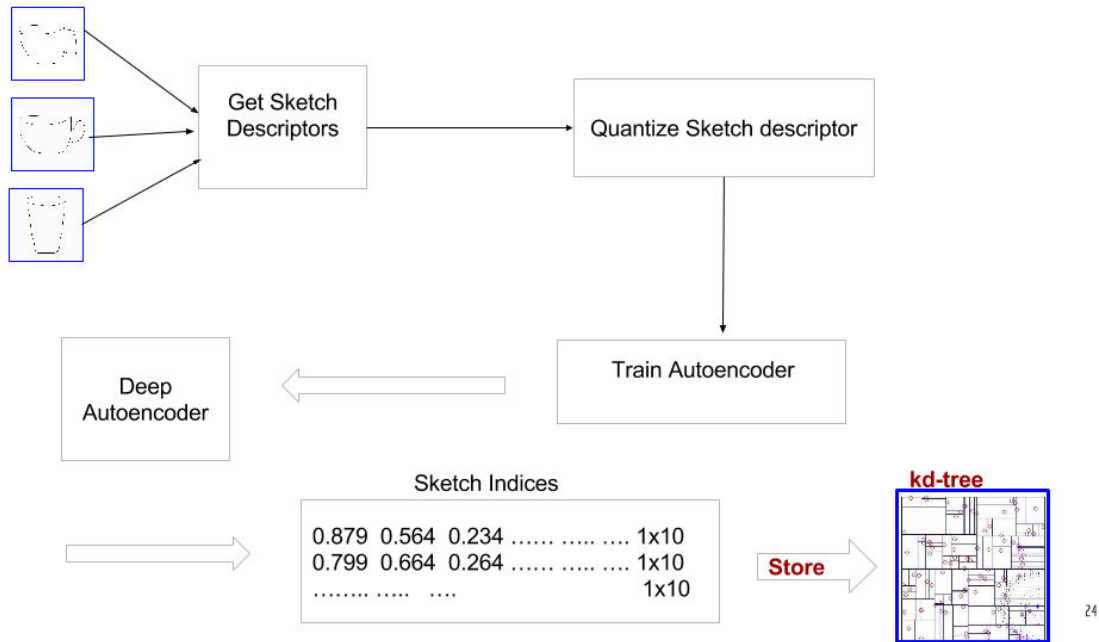 Get Sketch
Descriptors
Quantize Sketch descriptor
Train Autoencoder
Deep
Autoencoder
Sketch Indices
0.879 0.564 0.234 …… ….. …. 1x10
0.799 0.664 0.264 …… ….. …. 1x10
…….. ….. …. 1x10
Store
kd-tree
24